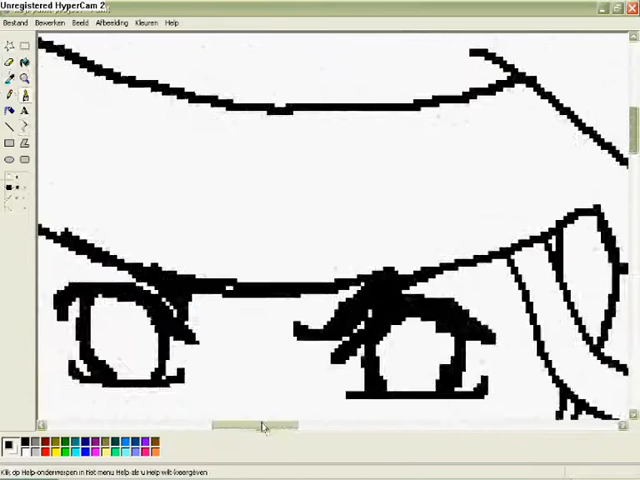 Unregistered HyperCam 2
Bestand Bewerken Beeld Afbeelding Kleuren Help
A
Klik op Help-onderwerpen in het menu Help als u Help wilt weergeven.